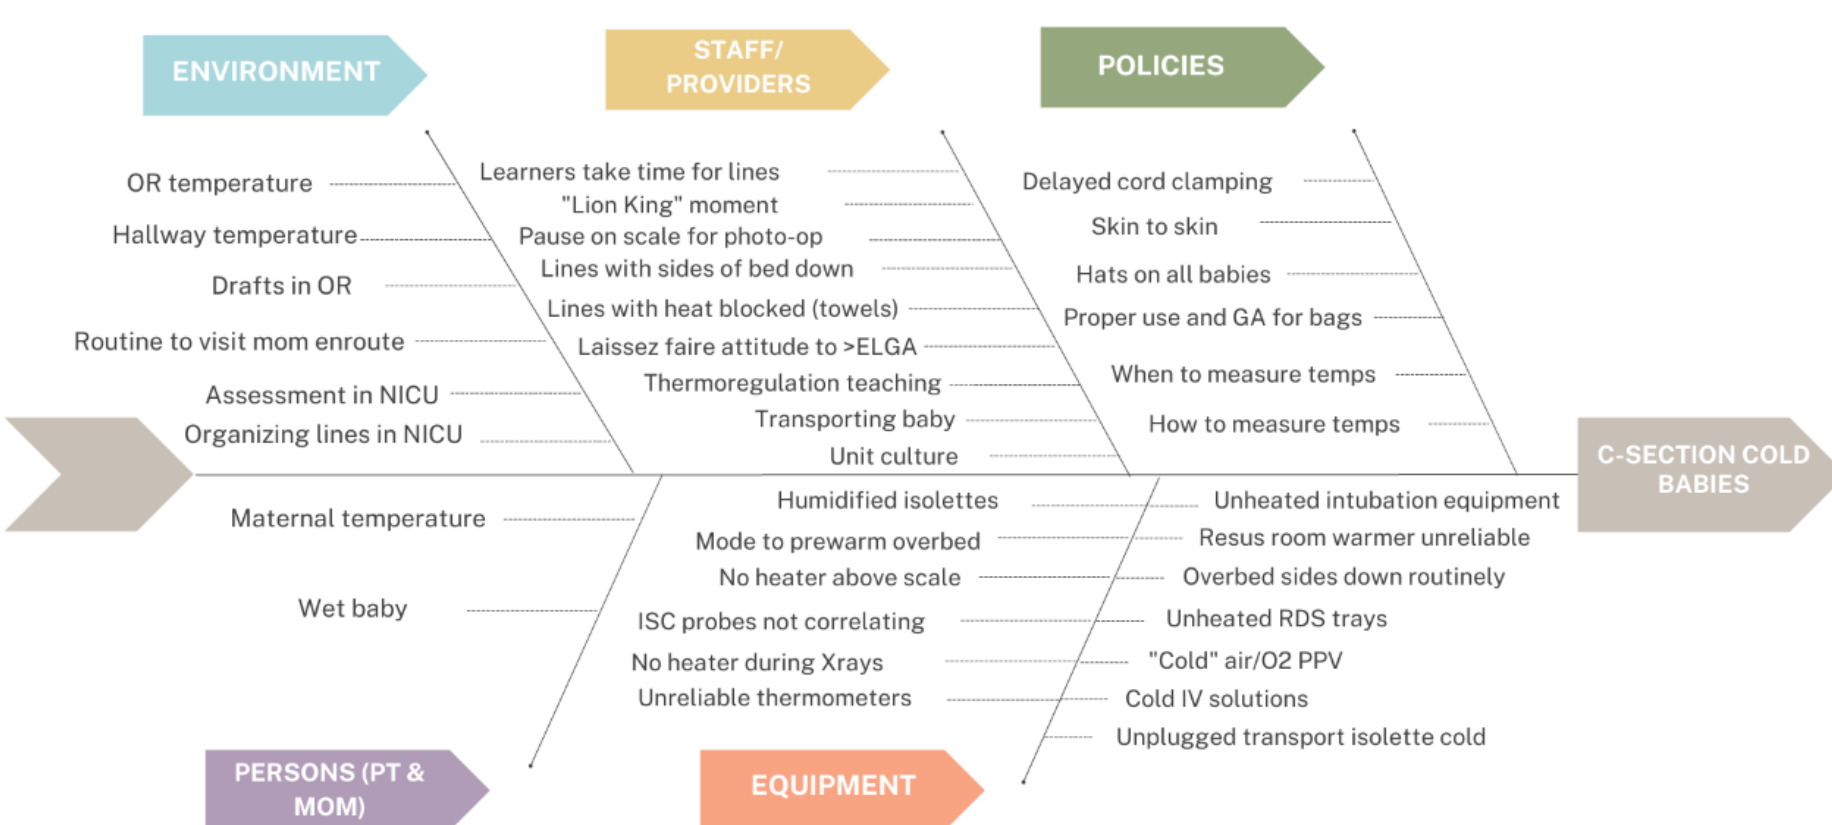 ENVIRONMENT
STAFF/
PROVIDERS
POLICIES
OR temperature
Hallway temperature
Drafts in OR
Routine to visit mom enroute
Assessment in NICU
Organizing lines in NICU
Learners take time for lines
"Lion King" moment
Pause on scale for photo-op
Lines with sides of bed down
Lines with heat blocked (towels)
Laissez faire attitude to >ELGA
Thermoregulation teaching
Transporting baby
Unit culture
Delayed cord clamping
Skin to skin
Hats on all babies
Proper use and GA for bags
When to measure temps
How to measure temps
C-SECTION COLD
BABIES
Maternal temperature
Wet baby
Humidified isolettes
Mode to prewarm overbed
No heater above scale
ISC probes not correlating
No heater during Xrays
Unreliable thermometers
Unheated intubation equipment
Resus room warmer unreliable
Overbed sides down routinely
Unheated RDS trays
"Cold" air/O2 PPV
Cold IV solutions
Unplugged transport isolette cold
PERSONS (PT &
MOM)
EQUIPMENT